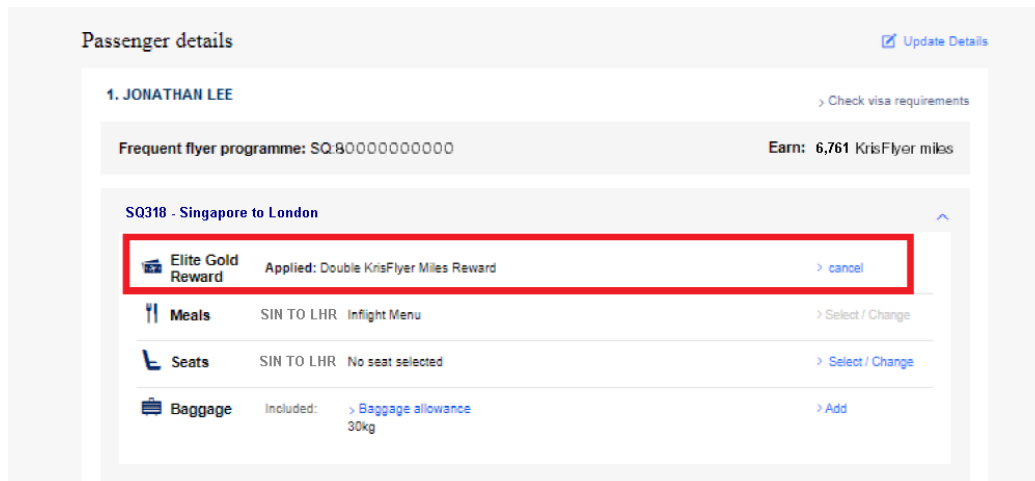 Passenger details
Update Details
1. JONATHAN LEE
> Check visa requirements
Frequent flyer programme: SQ:80000000000
Earn: 6,761 KrisFlyer miles
SQ318 - Singapore to London
Elite Gold
Reward
Applied: Double KrisFlyer Miles Reward
> cancel
Meals
SIN TO LHR Inflight Menu
> Select / Change
Seats
SIN TO LHR No seat selected
> Select / Change
Baggage
Included:
> Baggage allowance
30kg
> Add